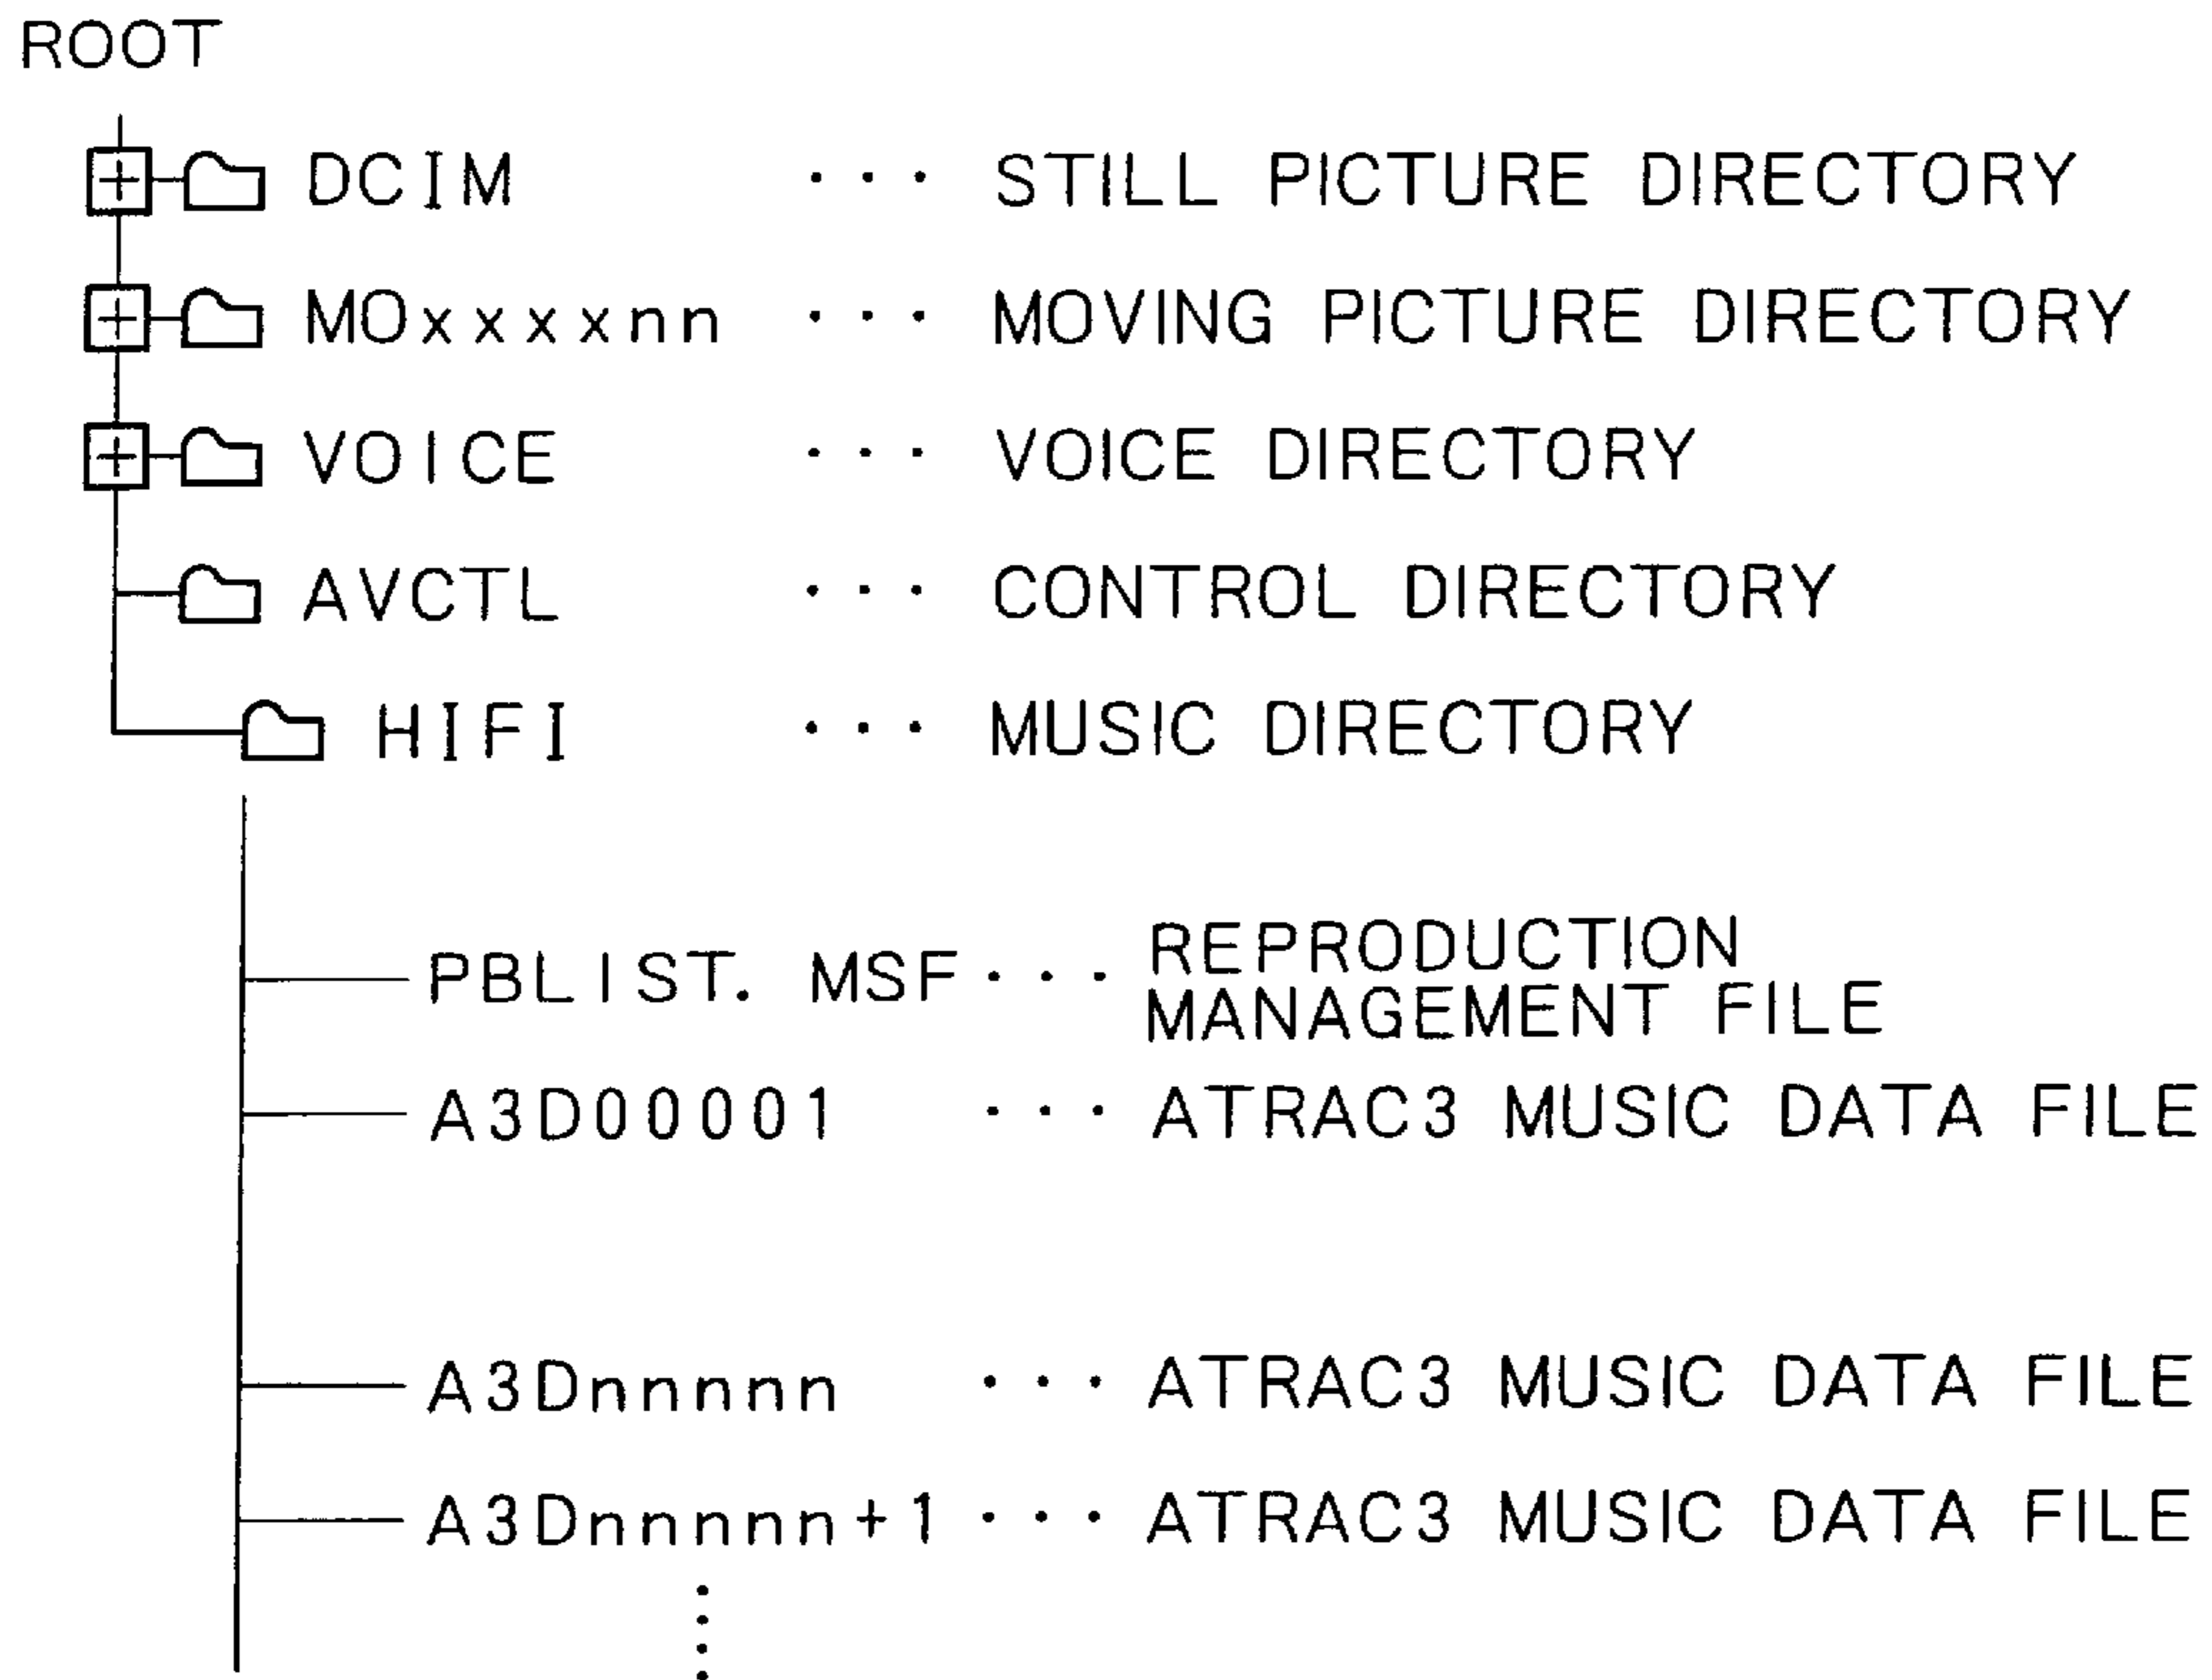 ROOT
DCIM ··· STILL PICTURE DIRECTORY
MOxxxxnn ··· MOVING PICTURE DIRECTORY
VOICE ··· VOICE DIRECTORY
AVCTL ··· CONTROL DIRECTORY
HIFI ··· MUSIC DIRECTORY
PBLIST. MSF ··· REPRODUCTION
MANAGEMENT FILE
A3D00001 ··· ATRAC3 MUSIC DATA FILE
A3Dnnnnn ··· ATRAC3 MUSIC DATA FILE
A3Dnnnnn+1 ··· ATRAC3 MUSIC DATA FILE